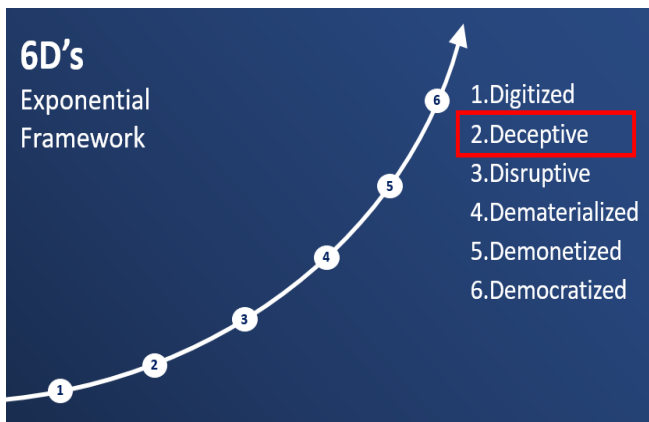 6D's
Exponential
Framework
1.Digitized
2.Deceptive
3.Disruptive
4.Dematerialized
5.Demonetized
6.Democratized
6
5
4
3
2
1